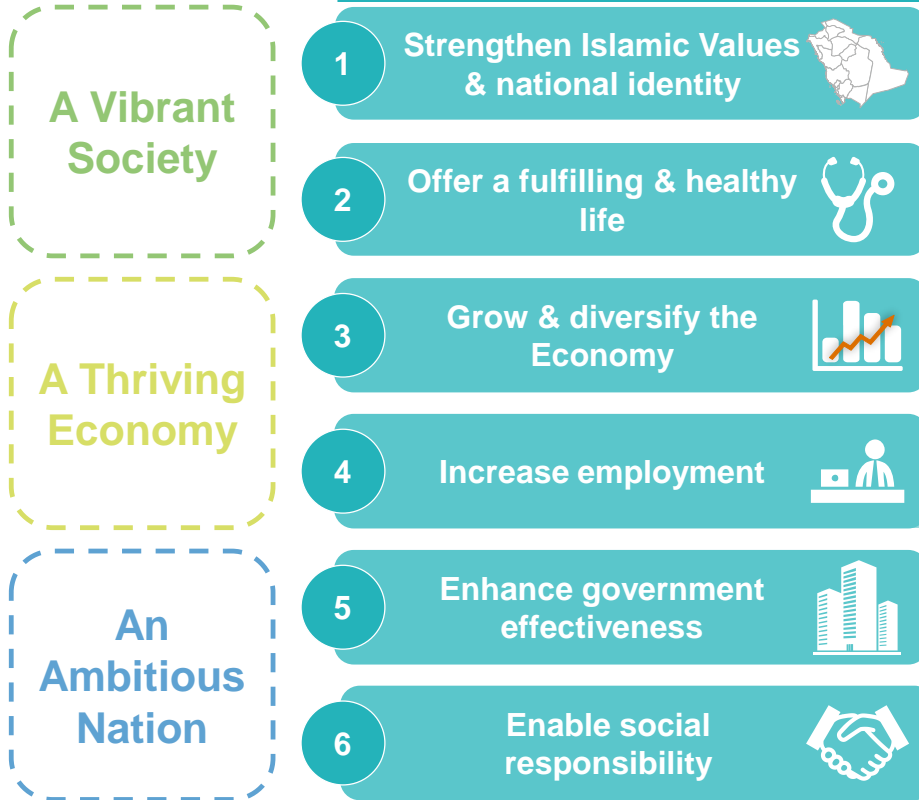 A Vibrant
Society
1
Strengthen Islamic Values
& national identity
2
Offer a fulfilling & healthy
life
A Thriving
Economy
3
Grow & diversify the
Economy
4
Increase employment
An
Ambitious
Nation
5
Enhance government
effectiveness
6
Enable social
responsibility